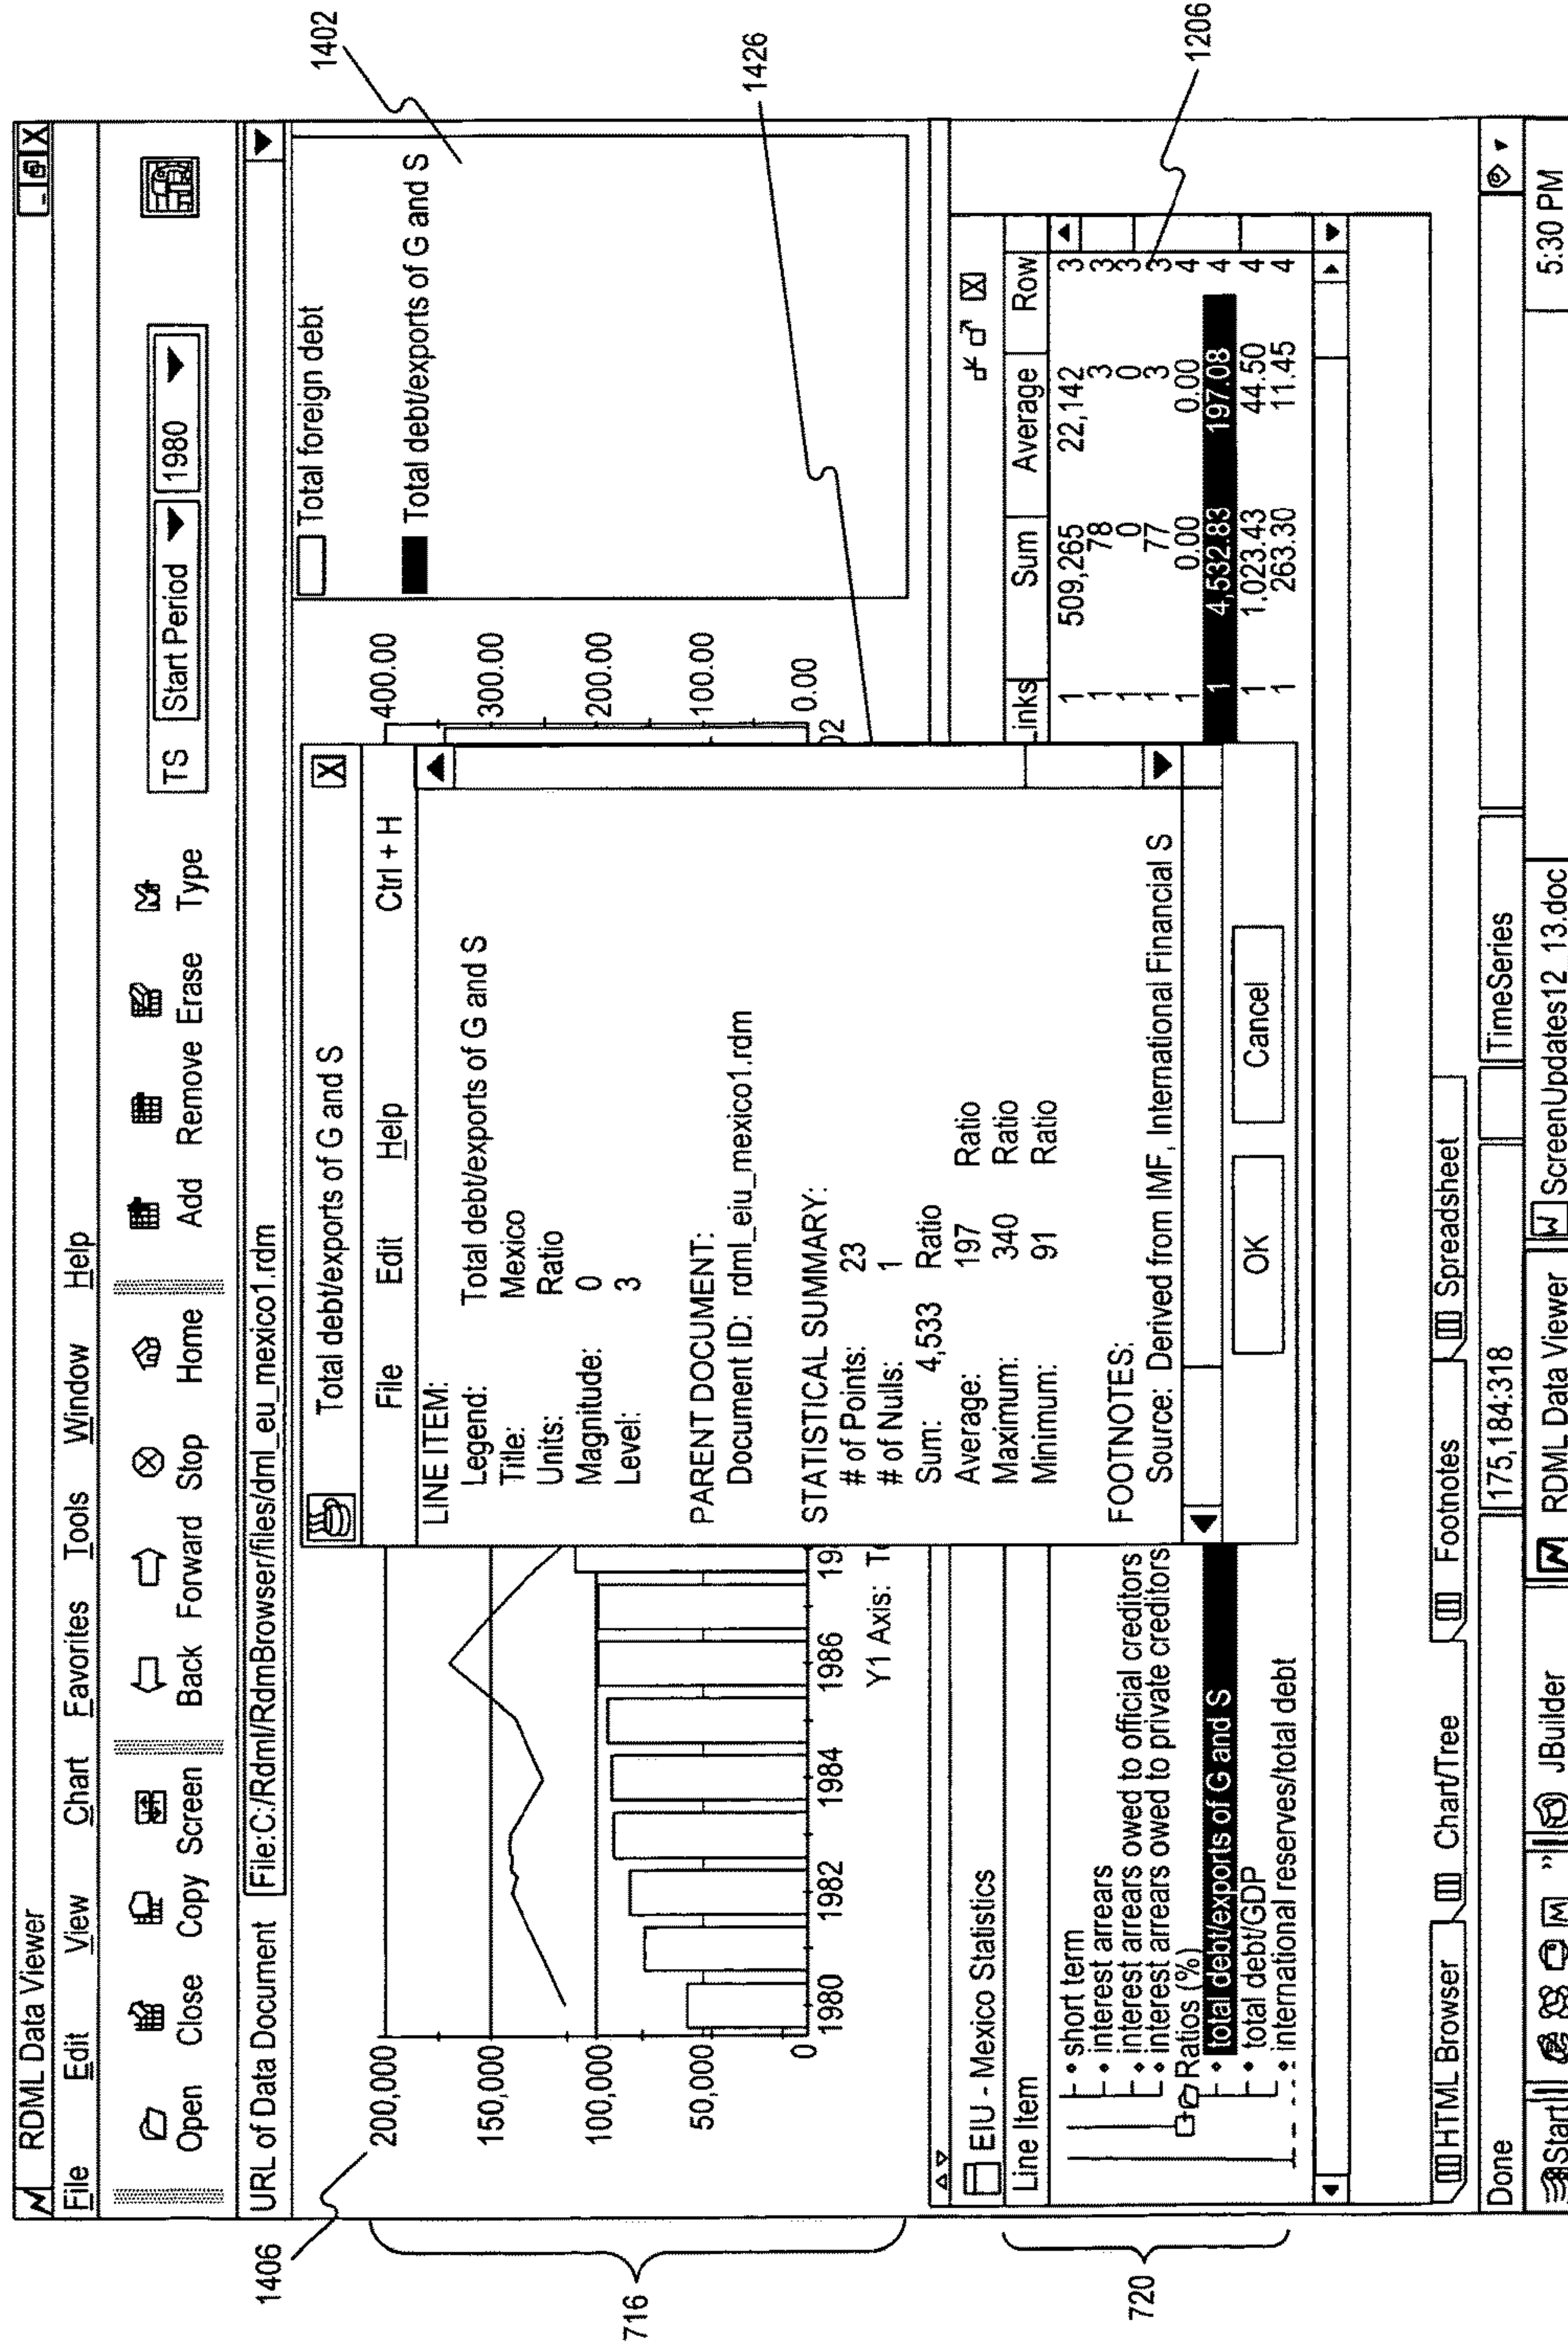 RDML Data Viewer
File Edit View Chart Favorites Tools Window Help
Open Close Copy Screen Back Forward Stop Home Add Remove Erase Type
TS Start Period 1980
URL of Data Document File:C:/Rdml/RdmBrowser/files/dml_eu_mexico1.rdm
1406
1402
716
200,000
150,000
100,000
50,000
0
1980 1982 1984 1986 19
Y1 Axis: To
400.00
300.00
200.00
100.00
0.00
02
Total foreign debt
Total debt/exports of G and S
1426
Total debt/exports of G and S X
File Edit Help Ctrl + H
LINE ITEM:
Legend: Total debt/exports of G and S
Title: Mexico
Units: Ratio
Magnitude: 0
Level: 3
PARENT DOCUMENT:
Document ID: rdml_eiu_mexico1.rdm
STATISTICAL SUMMARY:
# of Points: 23
# of Nulls: 1
Sum: 4,533 Ratio
Average: 197 Ratio
Maximum: 340 Ratio
Minimum: 91 Ratio
FOOTNOTES:
Source: Derived from IMF, International Financial S
OK Cancel
EIU - Mexico Statistics
Line Item inks Sum Average Row
short term 1 509,265 22,142 3
interest arrears 1 78 3 3
interest arrears owed to official creditors 1 0 0 3
interest arrears owed to private creditors 1 77 3 3
Ratios (%) 1 0.00 0.00 4
total debt/exports of G and S 1 4,532.83 197.08 4
total debt/GDP 1 1,023.43 44.50 4
international reserves/total debt 1 263.30 11.45 4
720
1206
HTML Browser Chart/Tree Footnotes Spreadsheet
Done 175,184:318 TimeSeries
Start JBuilder RDML Data Viewer W ScreenUpdates12_13.doc 5:30 PM